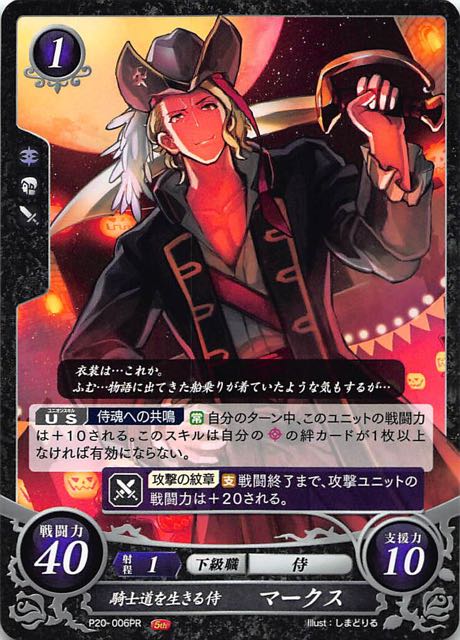 1
衣装は…これか。
ふむ…物語に出てきた船乗りが着ていたような気もするが…
ユニオンスキル
US 侍魂への共鳴 常 自分のターン中、このユニットの戦闘力
は+10される。このスキルは自分の の絆カードが1枚以上
なければ有効にならない。
攻撃の紋章 支 戦闘終了まで、攻撃ユニットの
戦闘力は+20される。
戦闘力
40
射程 1
下級職 侍
支援力
10
騎士道を生きる侍 マークス
P20-006PR 5th Illust:しまどりる